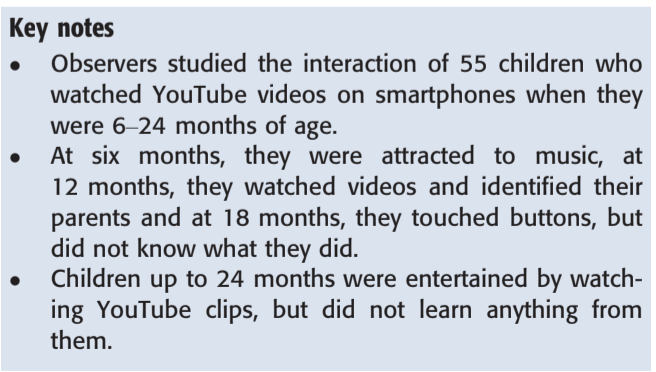 Key notes
• Observers studied the interaction of 55 children who
watched YouTube videos on smartphones when they
were 6–24 months of age.
• At six months, they were attracted to music, at
12 months, they watched videos and identified their
parents and at 18 months, they touched buttons, but
did not know what they did.
• Children up to 24 months were entertained by watch-
ing YouTube clips, but did not learn anything from
them.